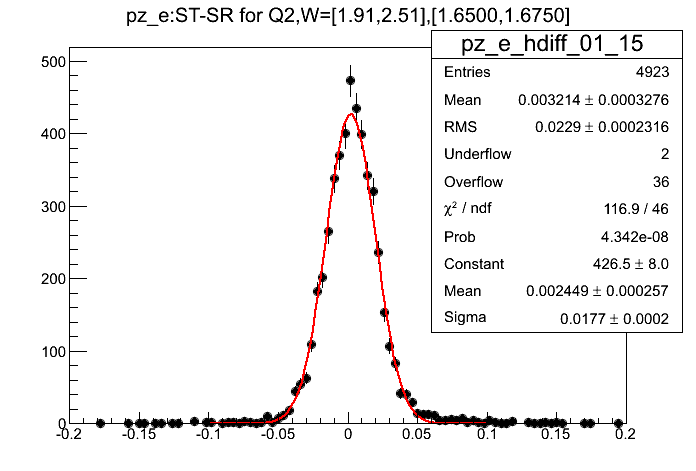 pz_e:ST-SR for Q2,W=[1.91,2.51],[1.6500,1.6750]
pz_e_hdiff_01_15
Entries 4923
Mean 0.003214 ± 0.0003276
RMS 0.0229 ± 0.0002316
Underflow 2
Overflow 36
χ² / ndf 116.9 / 46
Prob 4.342e-08
Constant 426.5 ± 8.0
Mean 0.002449 ± 0.000257
Sigma 0.0177 ± 0.0002
500
400
300
200
100
0
-0.2 -0.15 -0.1 -0.05 0 0.05 0.1 0.15 0.2